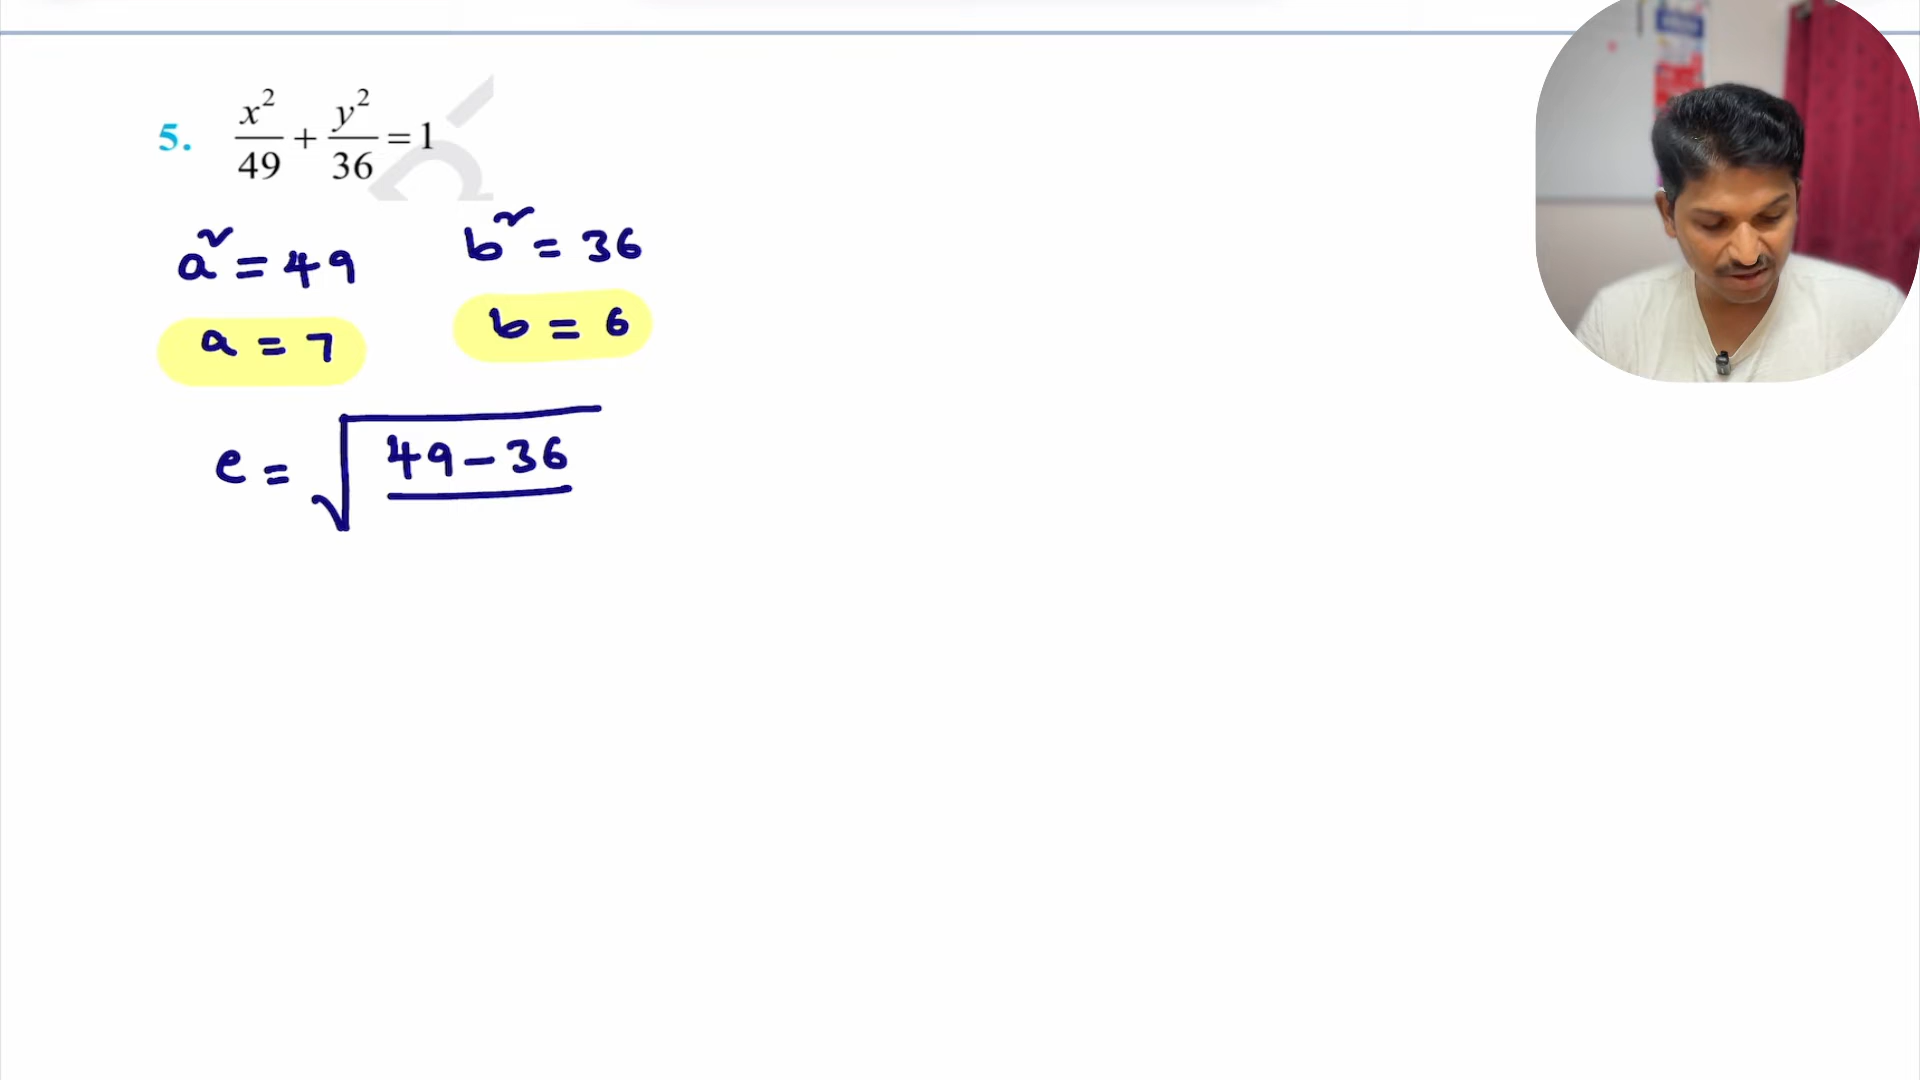 5. x²/49 + y²/36 = 1
a² = 49
b² = 36
a = 7
b = 6
e = √(49-36